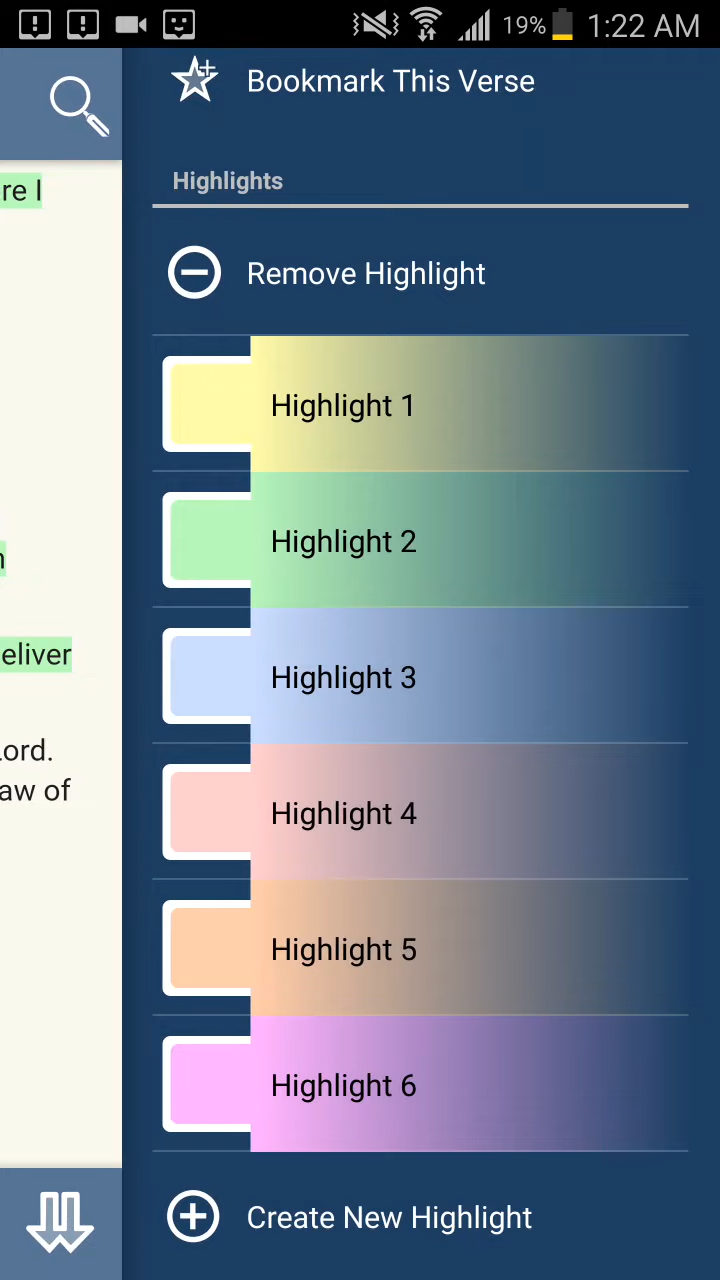 19% 1:22 AM
Bookmark This Verse
Highlights
Remove Highlight
Highlight 1
Highlight 2
Highlight 3
Highlight 4
Highlight 5
Highlight 6
Create New Highlight
re I
n
eliver
Lord.
aw of